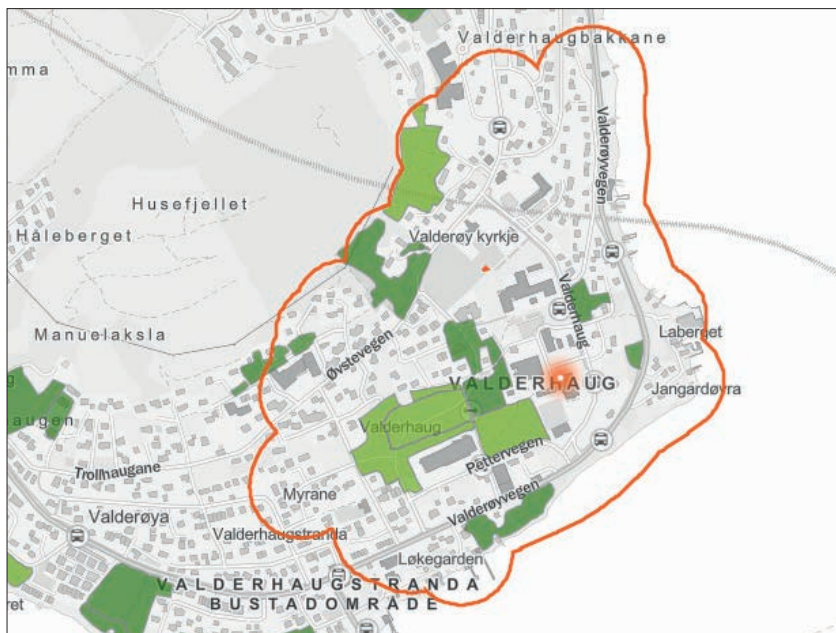 Valderhaugbakkane
mma
Valderøyvegen
Husefjellet
Håleberget
Valderøy kyrkje
Valderhaug
Manuelaksla
Laberget
Øvstevegen
VALDERHAUG
Jangardøyra
augen
Valderhaug
Pettervegen
Trollhaugane
Myrane
Valderøyvegen
Valderøya
Valderhaugstranda
Løkegarden
VALDERHAUGSTRANDA
BUSTADOMRÅDE
ret